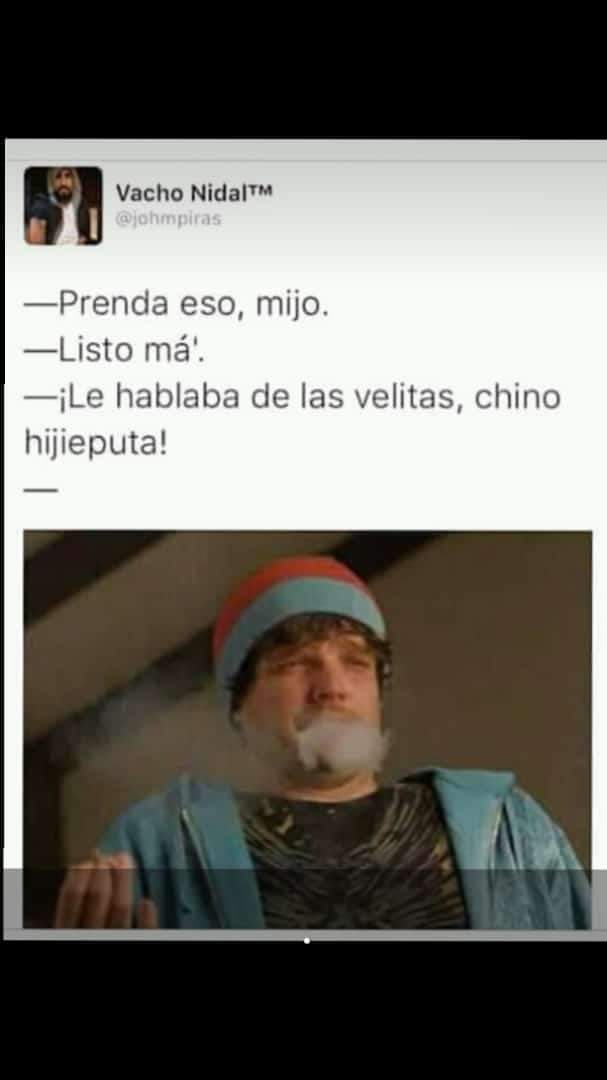 Vacho Nidal™
@johmpiras
—Prenda eso, mijo.
—Listo má'.
—¡Le hablaba de las velitas, chino
hijieputa!
—